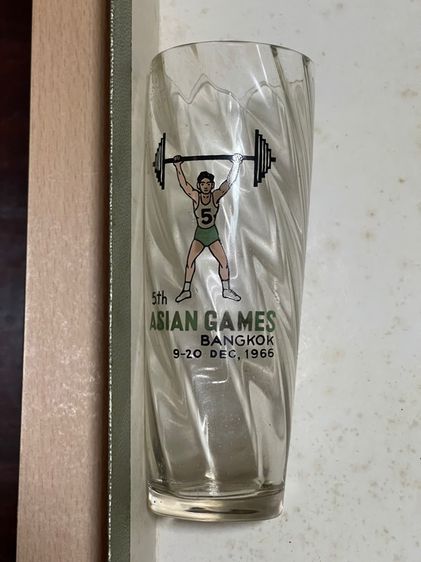 5
5th
ASIAN GAMES
BANGKOK
9-20 DEC, 1966